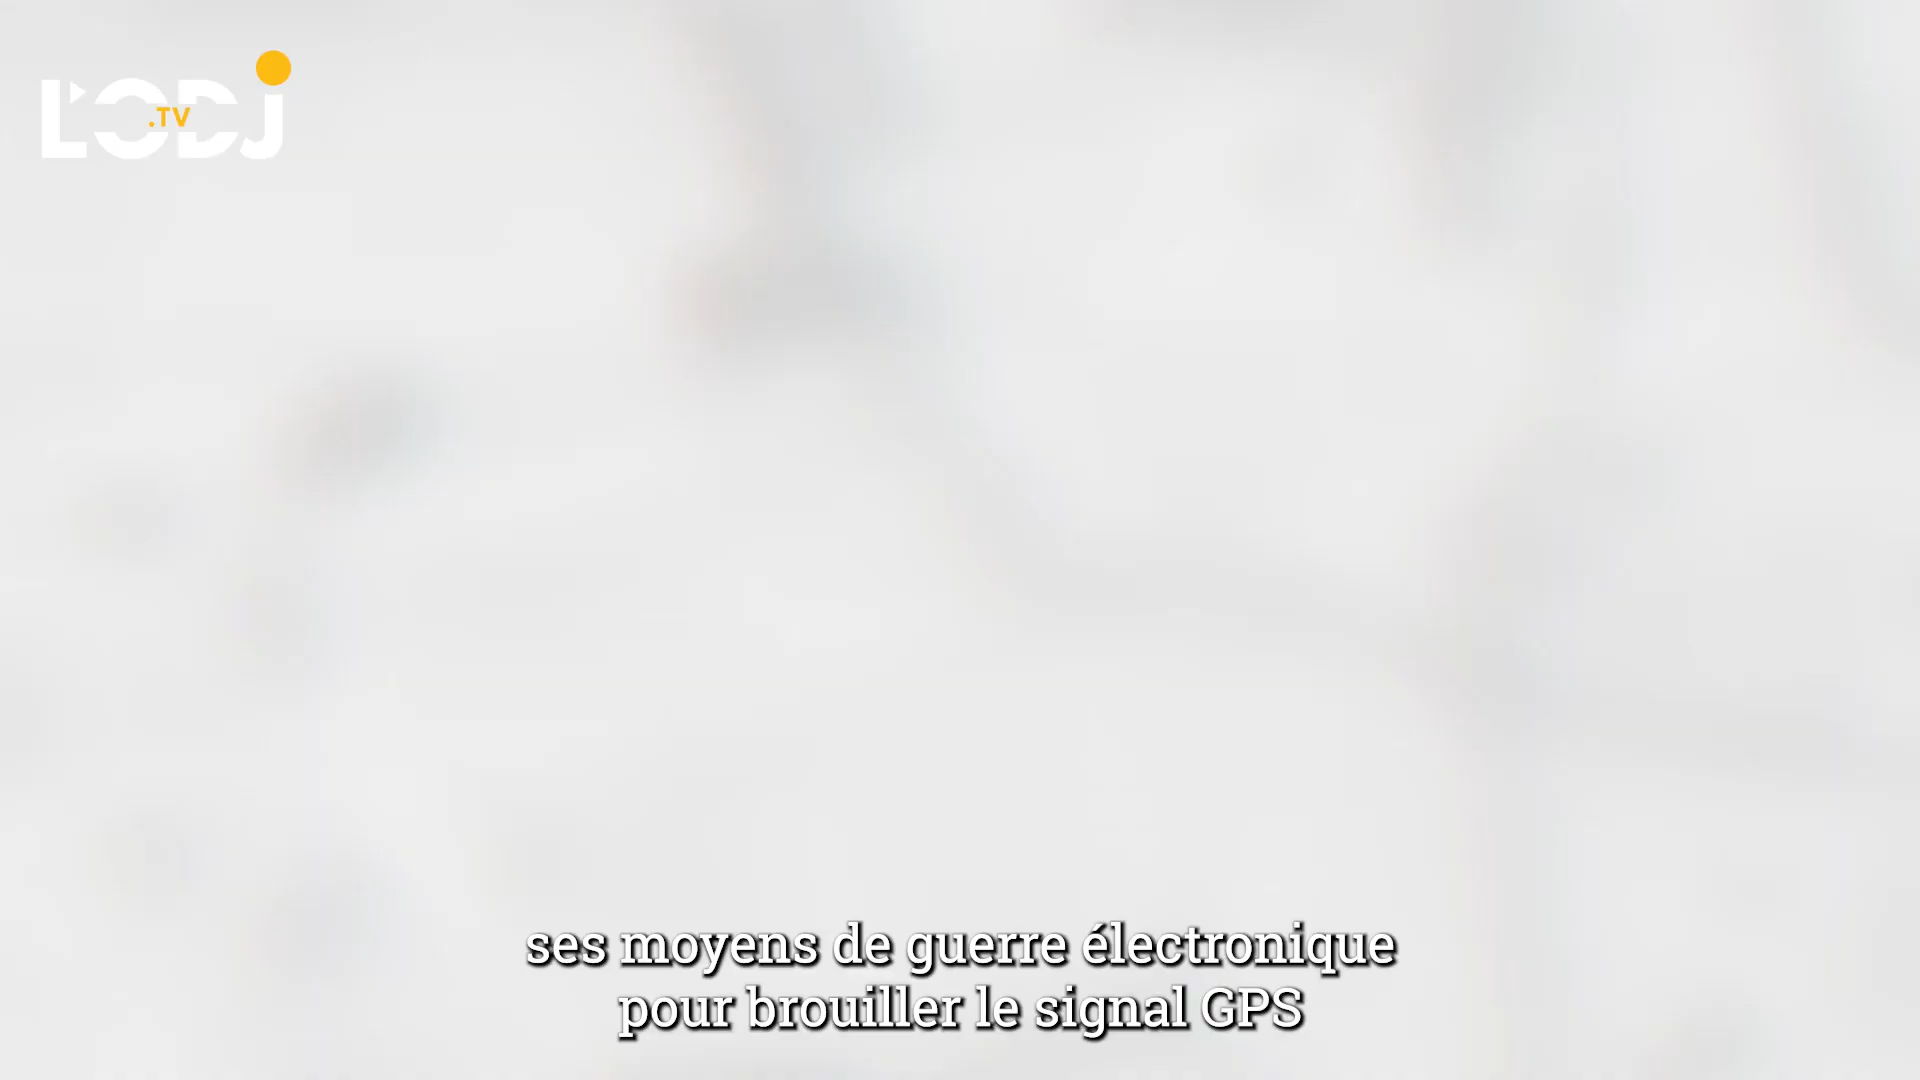 L'ODJ
.TV
ses moyens de guerre électronique
pour brouiller le signal GPS